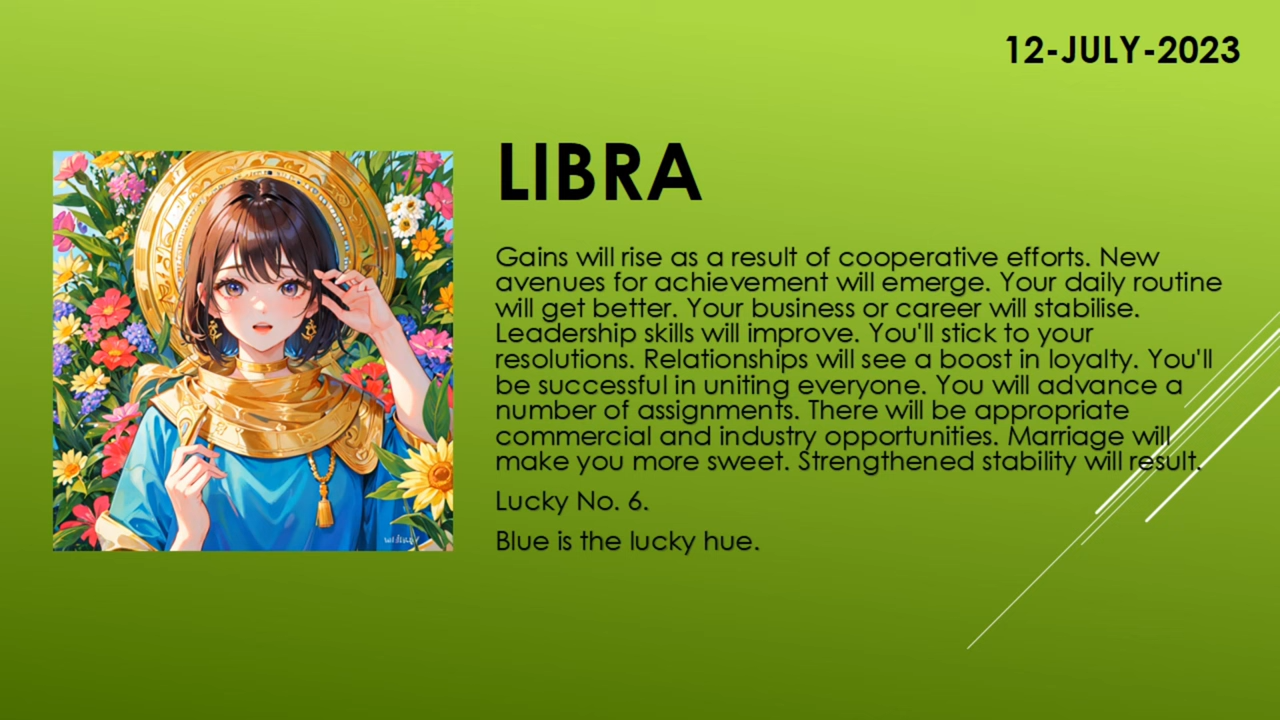 12-JULY-2023
LIBRA
Gains will rise as a result of cooperative efforts. New
avenues for achievement will emerge. Your daily routine
will get better. Your business or career will stabilise.
Leadership skills will improve. You'll stick to your
resolutions. Relationships will see a boost in loyalty. You'll
be successful in uniting everyone. You will advance a
number of assignments. There will be appropriate
commercial and industry opportunities. Marriage will
make you more sweet. Strengthened stability will result.
Lucky No. 6.
Blue is the lucky hue.